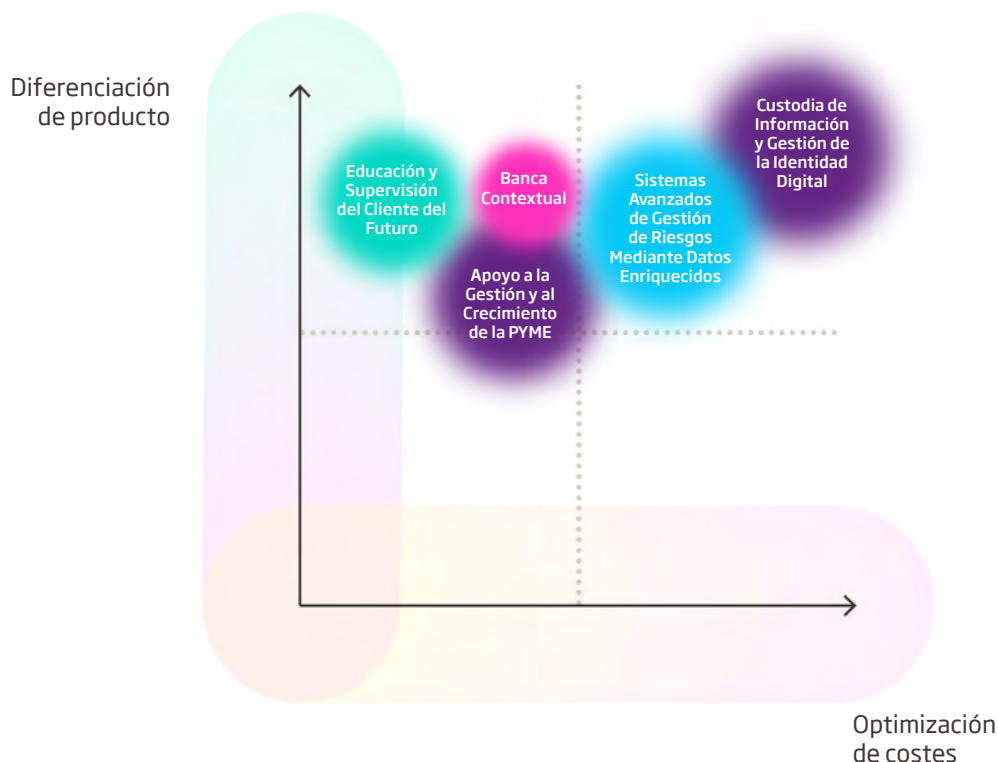 Diferenciación
de producto
Educación y
Supervisión
del Cliente del
Futuro
Banca
Contextual
Apoyo a la
Gestión y al
Crecimiento
de la PYME
Sistemas
Avanzados
de Gestión
de Riesgos
Mediante Datos
Enriquecidos
Custodia de
Información
y Gestión de
la Identidad
Digital
Optimización
de costes